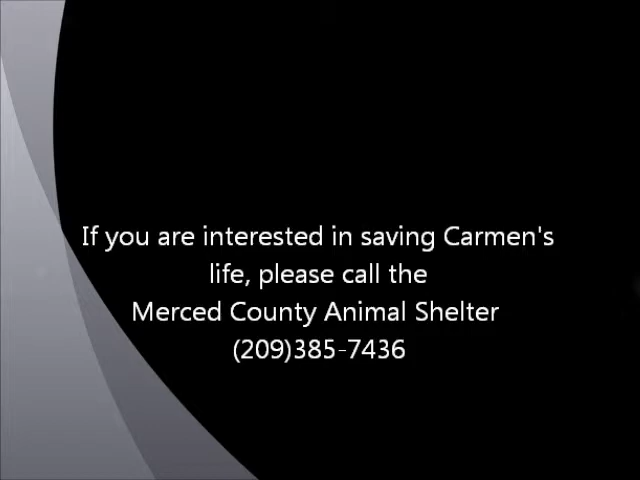 If you are interested in saving Carmen's
life, please call the
Merced County Animal Shelter
(209)385-7436